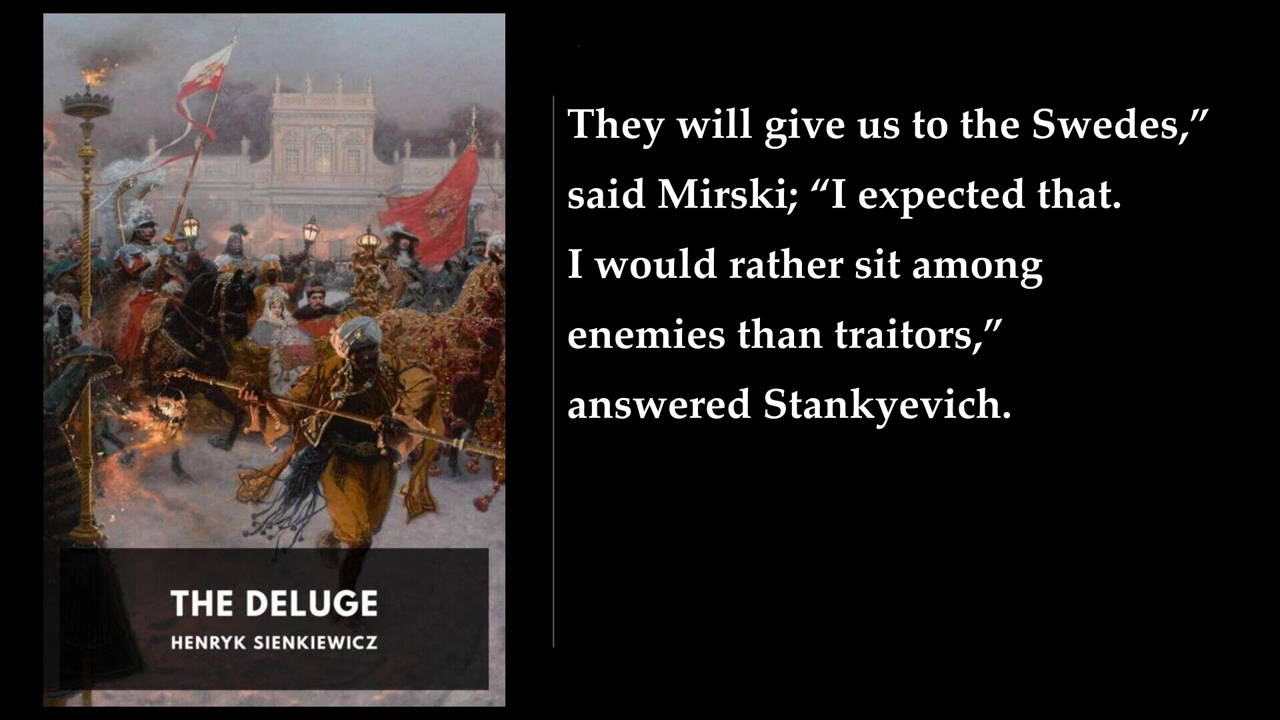 THE DELUGE
HENRYK SIENKIEWICZ
They will give us to the Swedes,”
said Mirski; “I expected that.
I would rather sit among
enemies than traitors,”
answered Stankyevich.